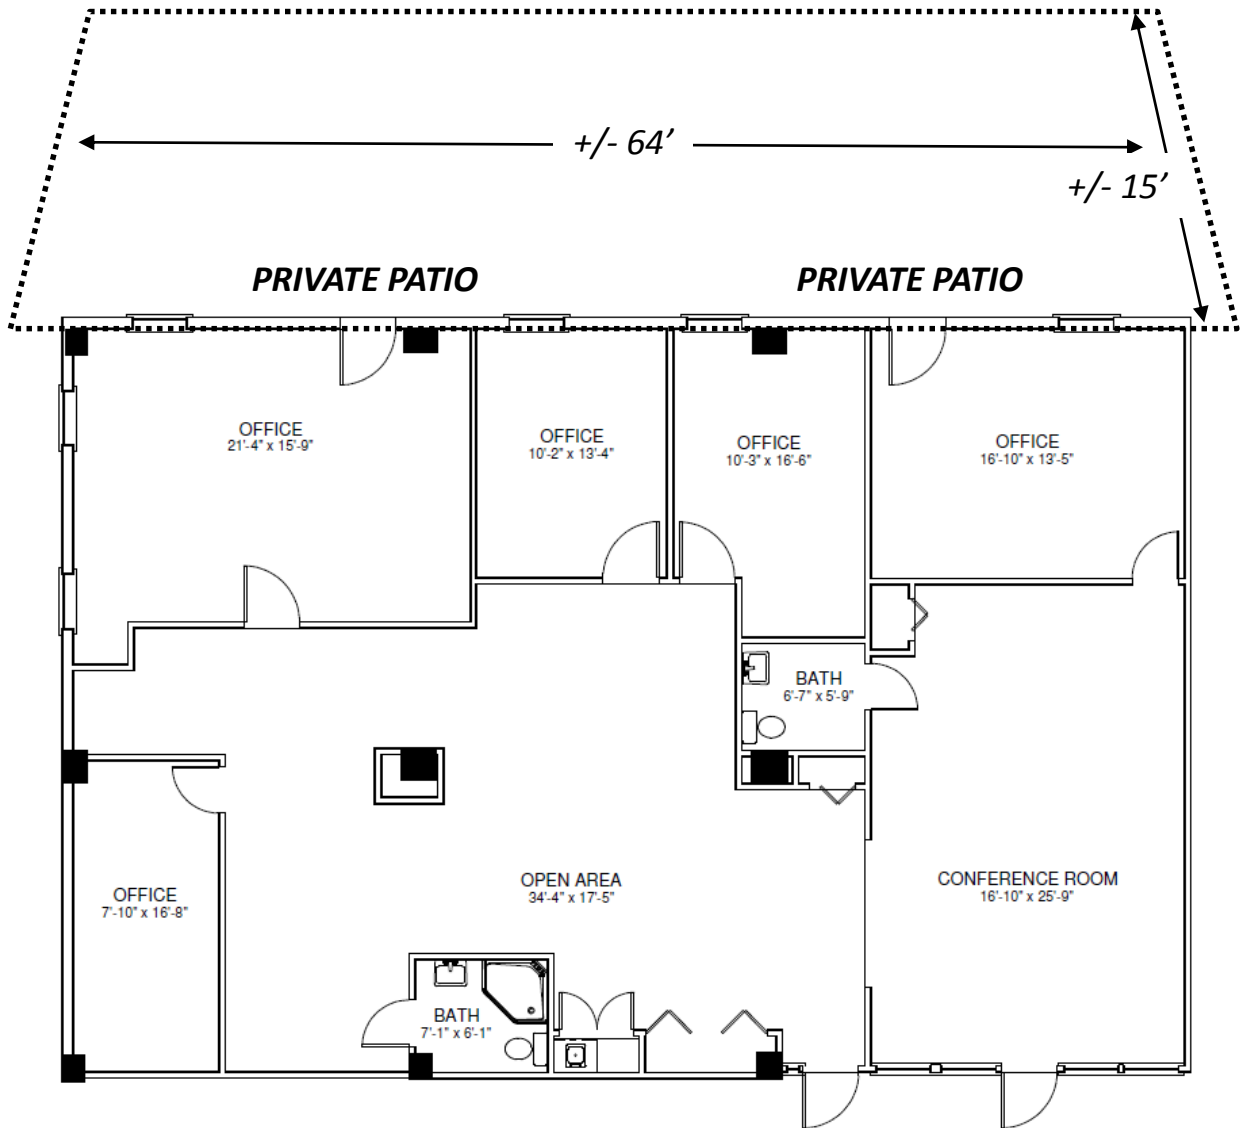 +/- 64’
+/- 15’
PRIVATE PATIO
PRIVATE PATIO
OFFICE
21'-4" x 15'-9"
OFFICE
10'-2" x 13'-4"
OFFICE
10'-3" x 16'-6"
OFFICE
16'-10" x 13'-5"
BATH
6'-7" x 5'-9"
OFFICE
7'-10" x 16'-8"
OPEN AREA
34'-4" x 17'-5"
CONFERENCE ROOM
16'-10" x 25'-9"
BATH
7'-1" x 6'-1"